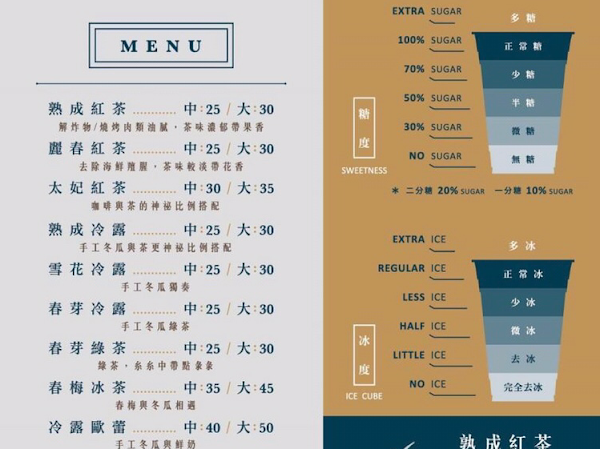 MENU
熟成紅茶 ............ 中:25 / 大:30
解炸物/燒烤肉類油膩，茶味濃郁帶果香
麗春紅茶 ............ 中:25 / 大:30
去除海鮮羶腥，茶味較淡帶花香
太妃紅茶 ............ 中:30 / 大:35
咖啡與茶的神祕比例搭配
熟成冷露 ............ 中:25 / 大:30
手工冬瓜與茶更神祕比例搭配
雪花冷露 ............ 中:25 / 大:30
手工冬瓜獨奏
春芽冷露 ............ 中:25 / 大:30
手工冬瓜綠茶
春芽綠茶 ............ 中:25 / 大:30
綠茶，糸糸中帶點彔彔
春梅冰茶 ............ 中:35 / 大:45
春梅與冬瓜相遇
冷露歐蕾 ............ 中:40 / 大:50
手工冬瓜與鮮奶
糖度
SWEETNESS
EXTRA SUGAR 多糖
100% SUGAR 正常糖
70% SUGAR 少糖
50% SUGAR 半糖
30% SUGAR 微糖
NO SUGAR 無糖
* 二分糖 20% SUGAR 一分糖 10% SUGAR
冰度
ICE CUBE
EXTRA ICE 多冰
REGULAR ICE 正常冰
LESS ICE 少冰
HALF ICE 微冰
LITTLE ICE 去冰
NO ICE 完全去冰
熟成紅茶